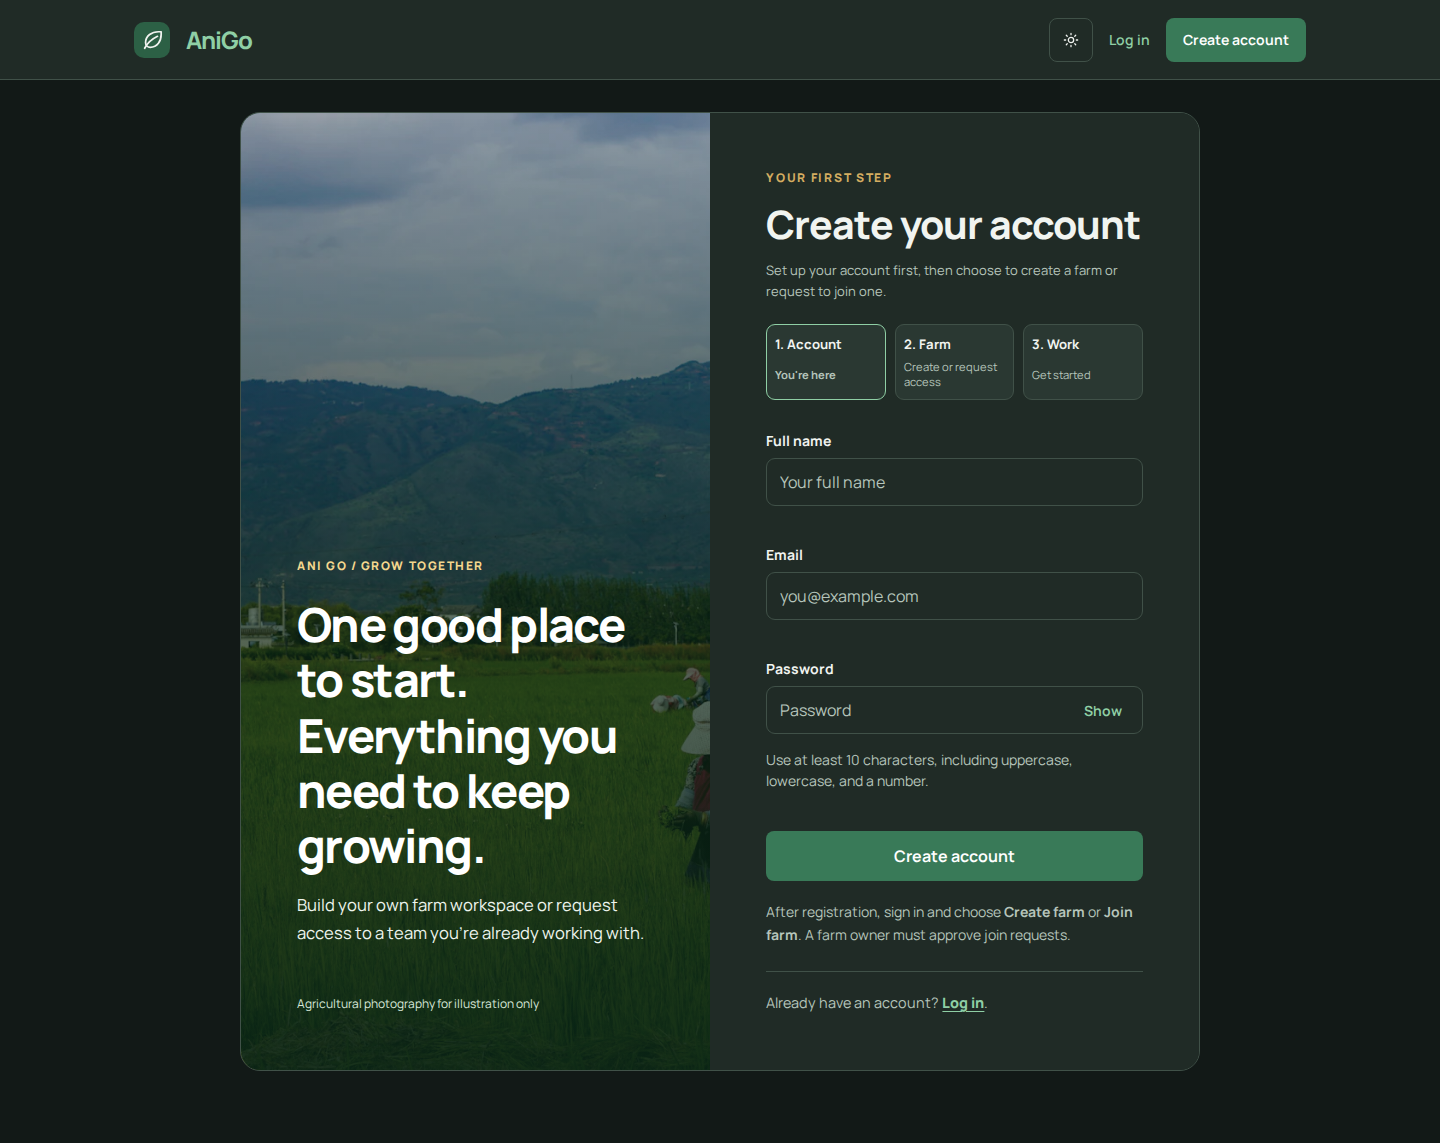 AniGo
Log in
Create account
ANI GO / GROW TOGETHER
One good place
to start.
Everything you
need to keep
growing.
Build your own farm workspace or request
access to a team you're already working with.
Agricultural photography for illustration only
YOUR FIRST STEP
Create your account
Set up your account first, then choose to create a farm or
request to join one.
1. Account
You're here
2. Farm
Create or request
access
3. Work
Get started
Full name
Your full name
Email
you@example.com
Password
Password
Show
Use at least 10 characters, including uppercase,
lowercase, and a number.
Create account
After registration, sign in and choose Create farm or Join
farm. A farm owner must approve join requests.
Already have an account? Log in.